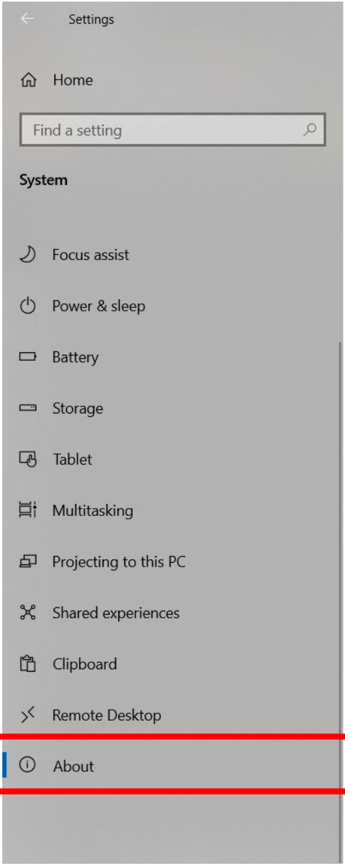 Settings
Home
Find a setting
System
Focus assist
Power & sleep
Battery
Storage
Tablet
Multitasking
Projecting to this PC
Shared experiences
Clipboard
Remote Desktop
About